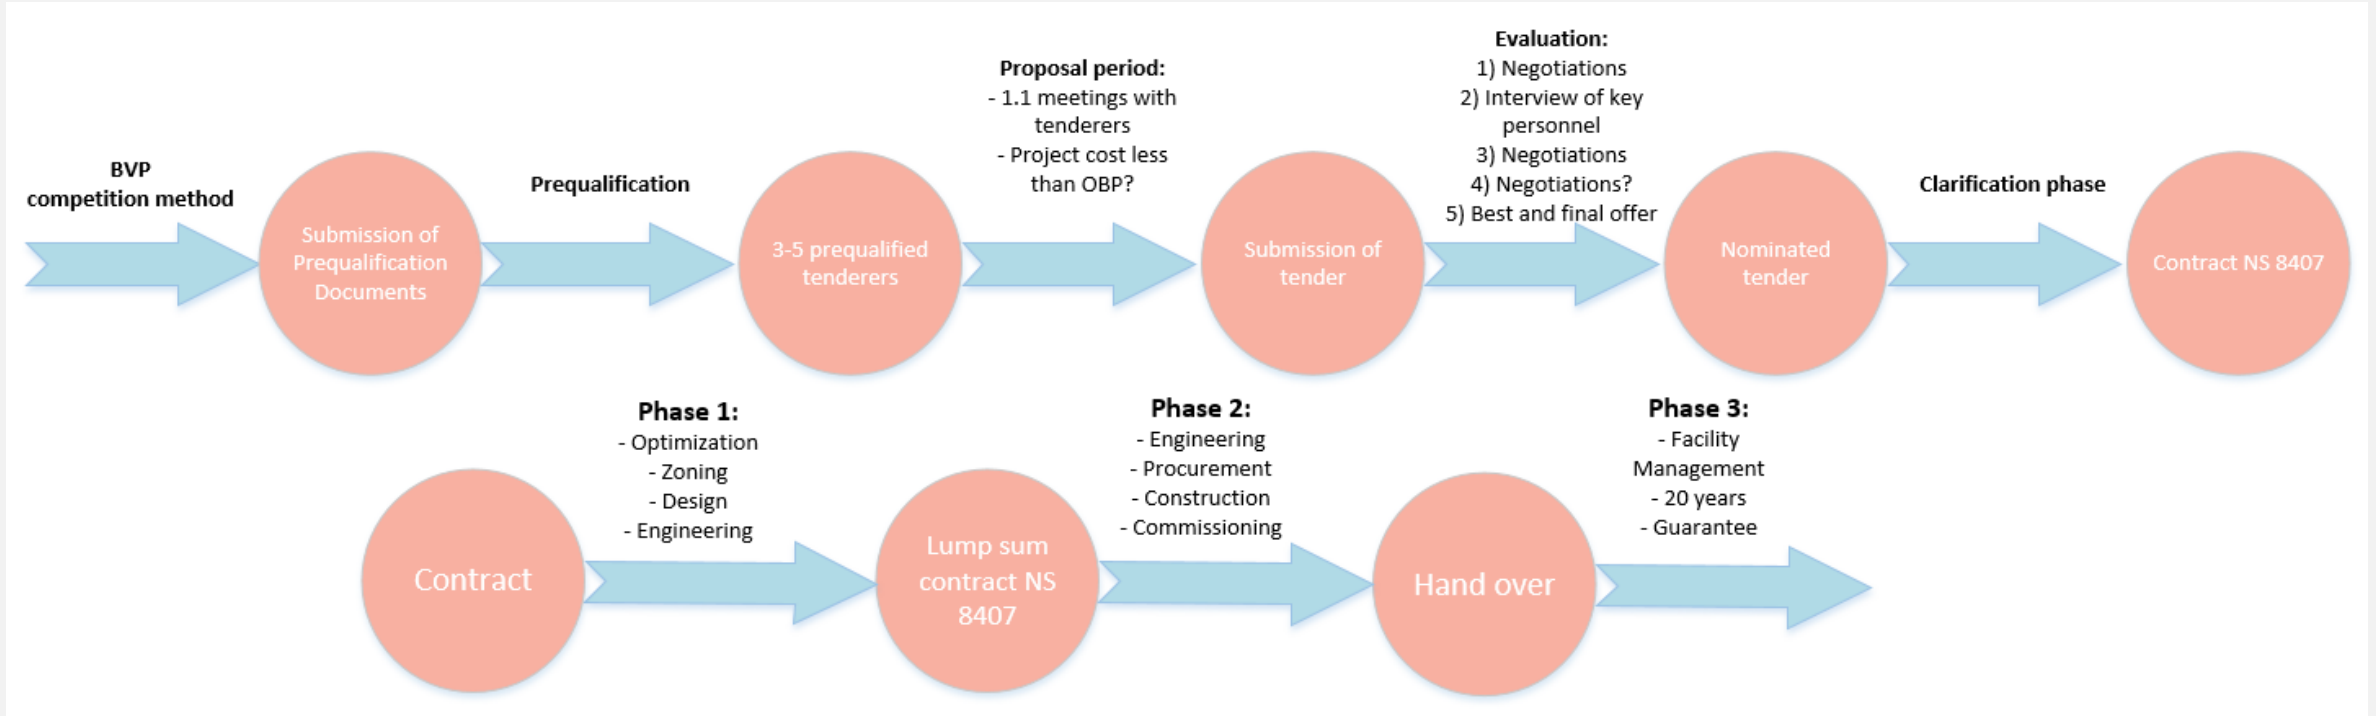 BVP
competition method
Submission of
Prequalification
Documents
Prequalification
3-5 prequalified
tenderers
Proposal period:
- 1.1 meetings with
tenderers
- Project cost less
than OBP?
Submission of
tender
Evaluation:
1) Negotiations
2) Interview of key
personnel
3) Negotiations
4) Negotiations?
5) Best and final offer
Nominated
tender
Clarification phase
Contract NS 8407
Contract
Phase 1:
- Optimization
- Zoning
- Design
- Engineering
Lump sum
contract NS
8407
Phase 2:
- Engineering
- Procurement
- Construction
- Commissioning
Hand over
Phase 3:
- Facility
Management
- 20 years
- Guarantee